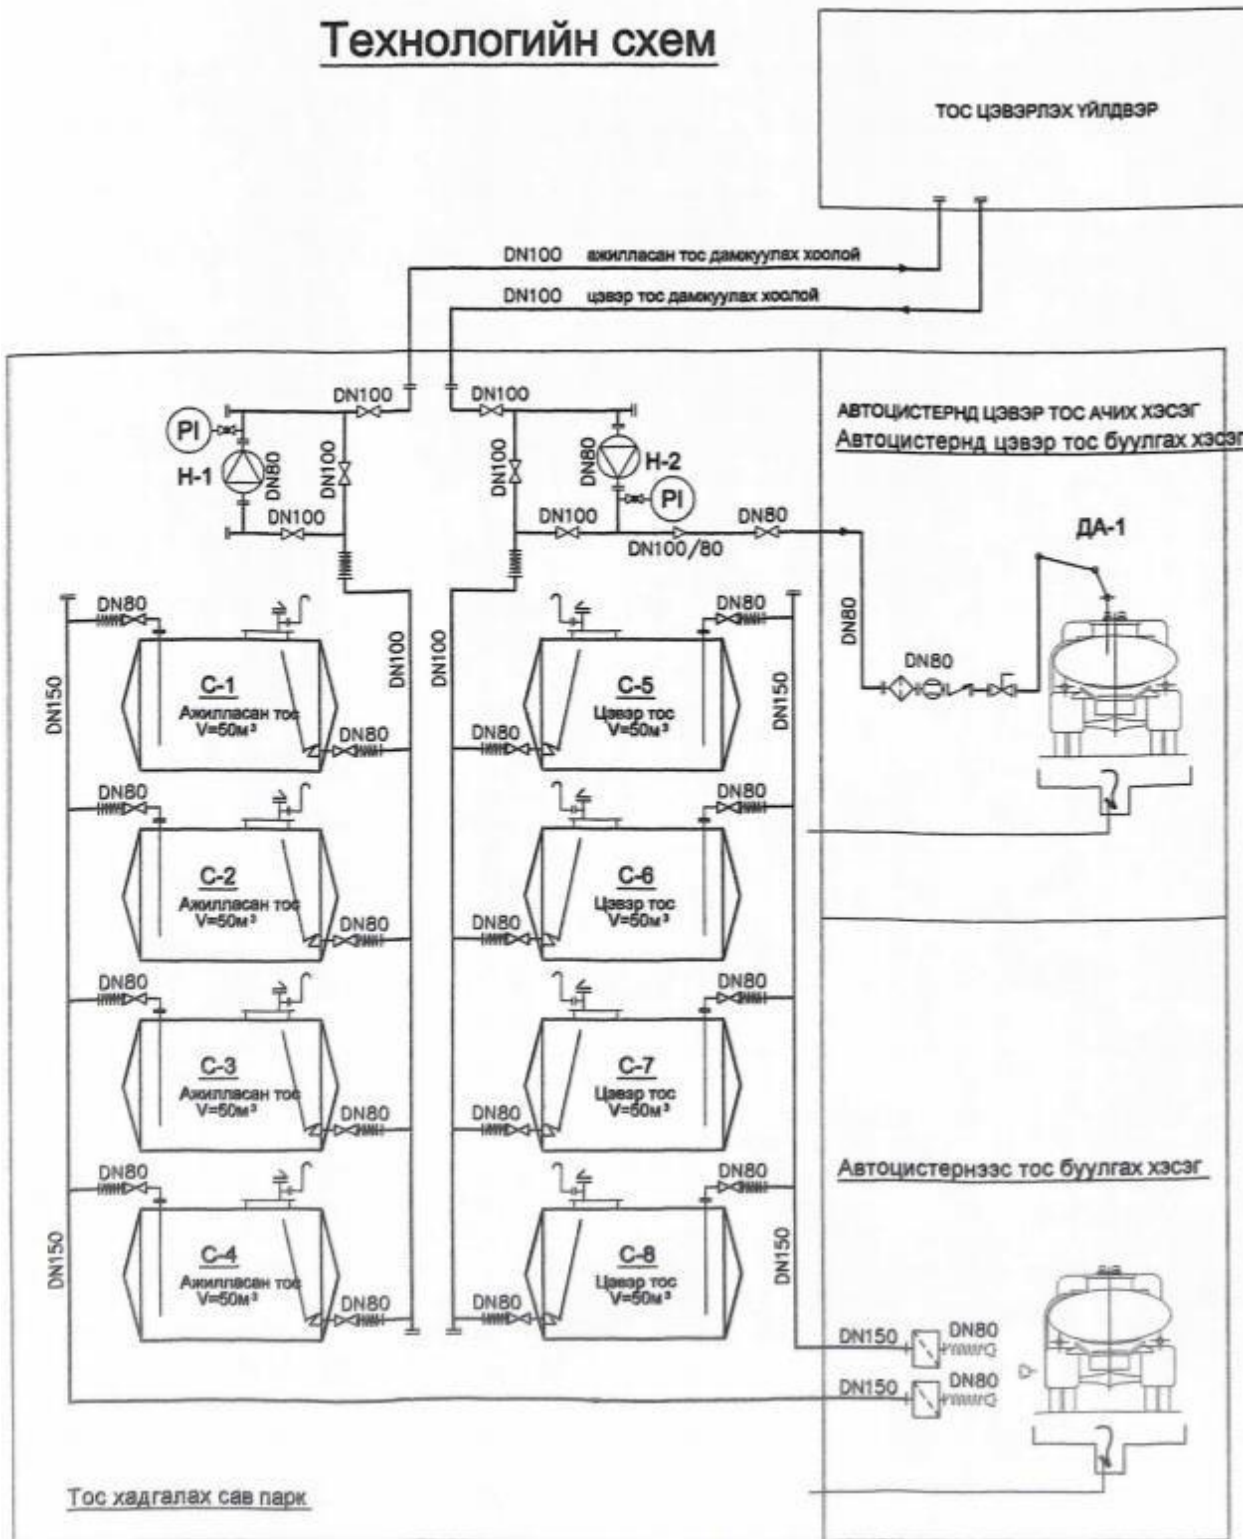 Технологийн схем
ТОС ЦЭВЭРЛЭХ ҮЙЛДВЭР
DN100 ажилласан тос дамжуулах хоолой
DN100 цэвэр тос дамжуулах хоолой
АВТОЦИСТЕРНД ЦЭВЭР ТОС АЧИХ ХЭСЭГ
Автоцистернд цэвэр тос буулгах хэсэг
DN100
DN100
PI
Н-1
DN80
DN100
DN100
DN100
DN80
Н-2
PI
DN100
DN100/80
DN80
ДА-1
DN80
DN80
DN80
DN80
DN150
DN100
DN100
DN150
DN80
С-1
Ажилласан тос
V=50м³
DN80
DN80
С-5
Цэвэр тос
V=50м³
DN80
DN80
С-2
Ажилласан тос
V=50м³
DN80
DN80
С-6
Цэвэр тос
V=50м³
DN80
DN80
С-3
Ажилласан тос
V=50м³
DN80
DN80
С-7
Цэвэр тос
V=50м³
DN80
DN80
Автоцистернээс тос буулгах хэсэг
DN150
DN150
С-4
Ажилласан тос
V=50м³
DN80
DN80
С-8
Цэвэр тос
V=50м³
DN150
DN80
DN150
DN80
Тос хадгалах сав парк